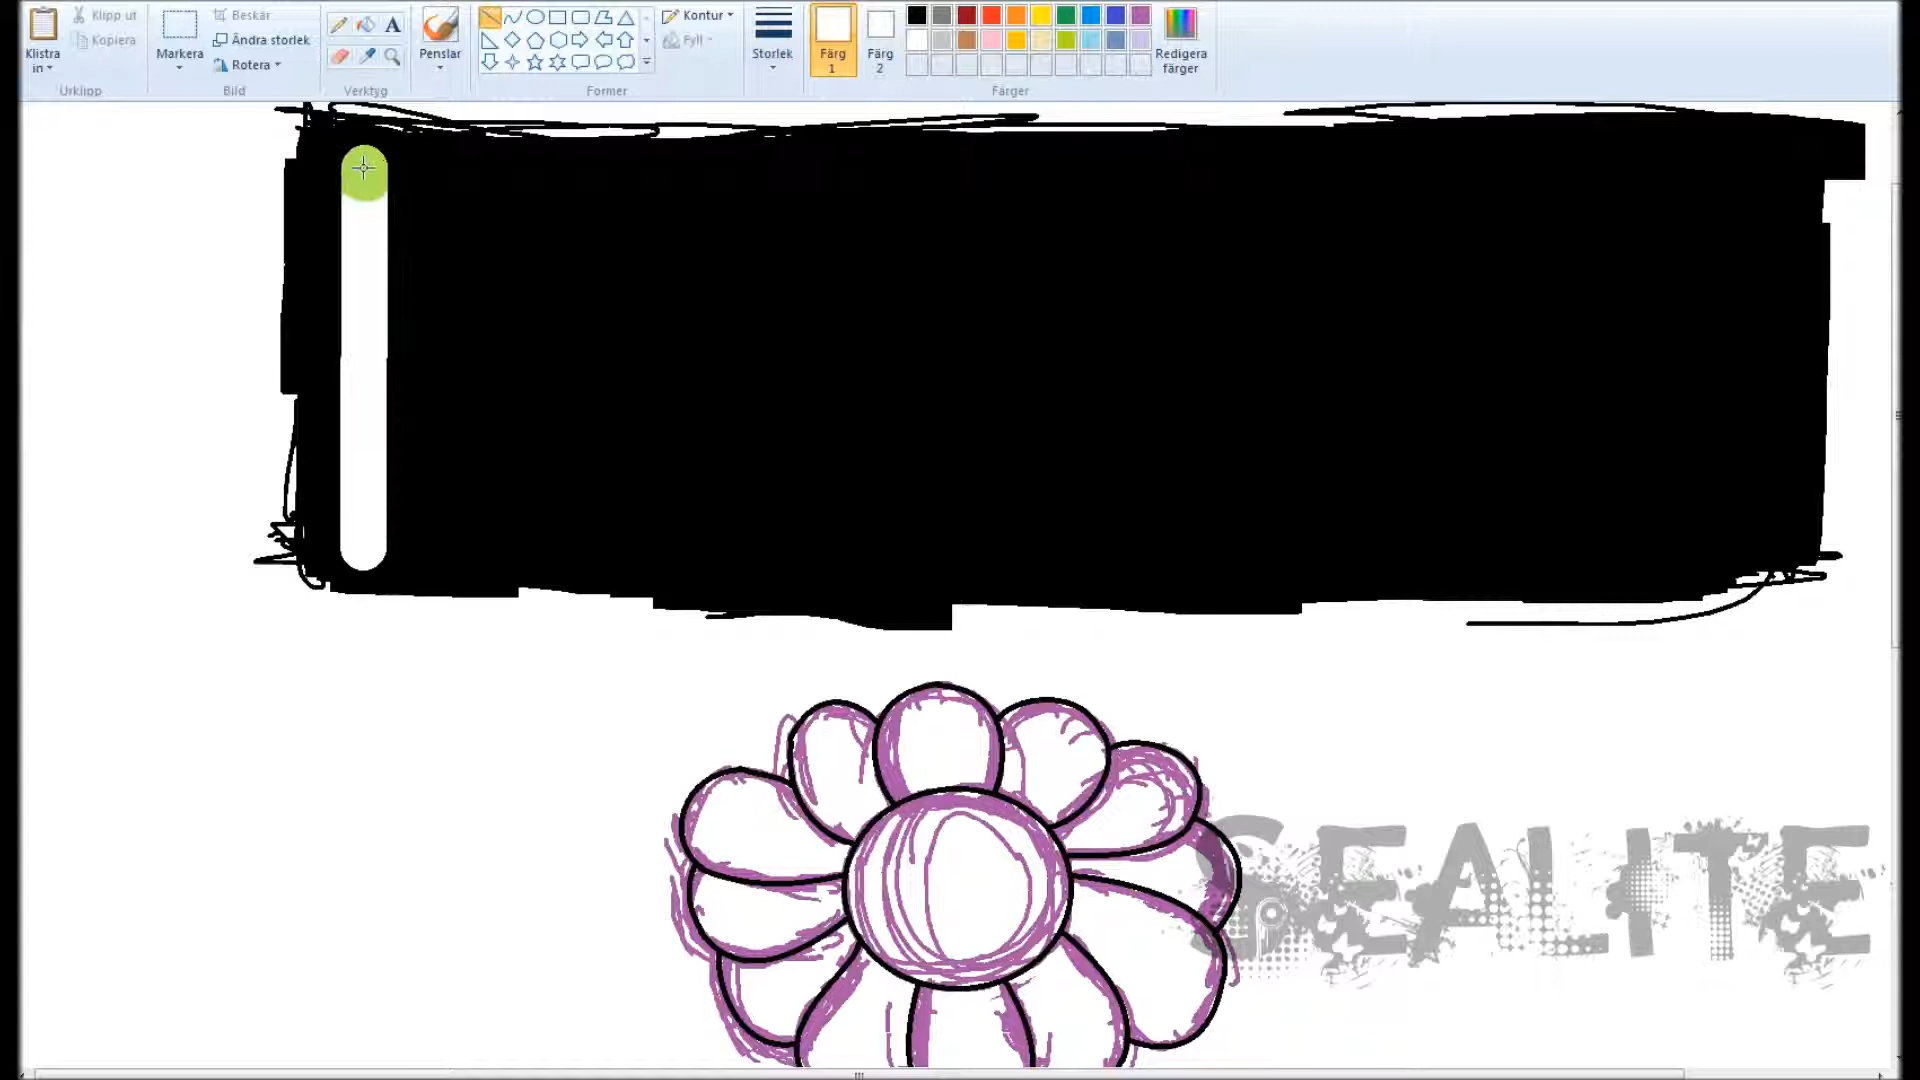 Klipp ut
Kopiera
Klistra
in
Urklipp
Beskär
Ändra storlek
Rotera
Markera
Bild
A
Verktyg
Penslar
Kontur
Fyll
Former
Storlek
Färg
1
Färg
2
Redigera
färger
Färger
SEALITE